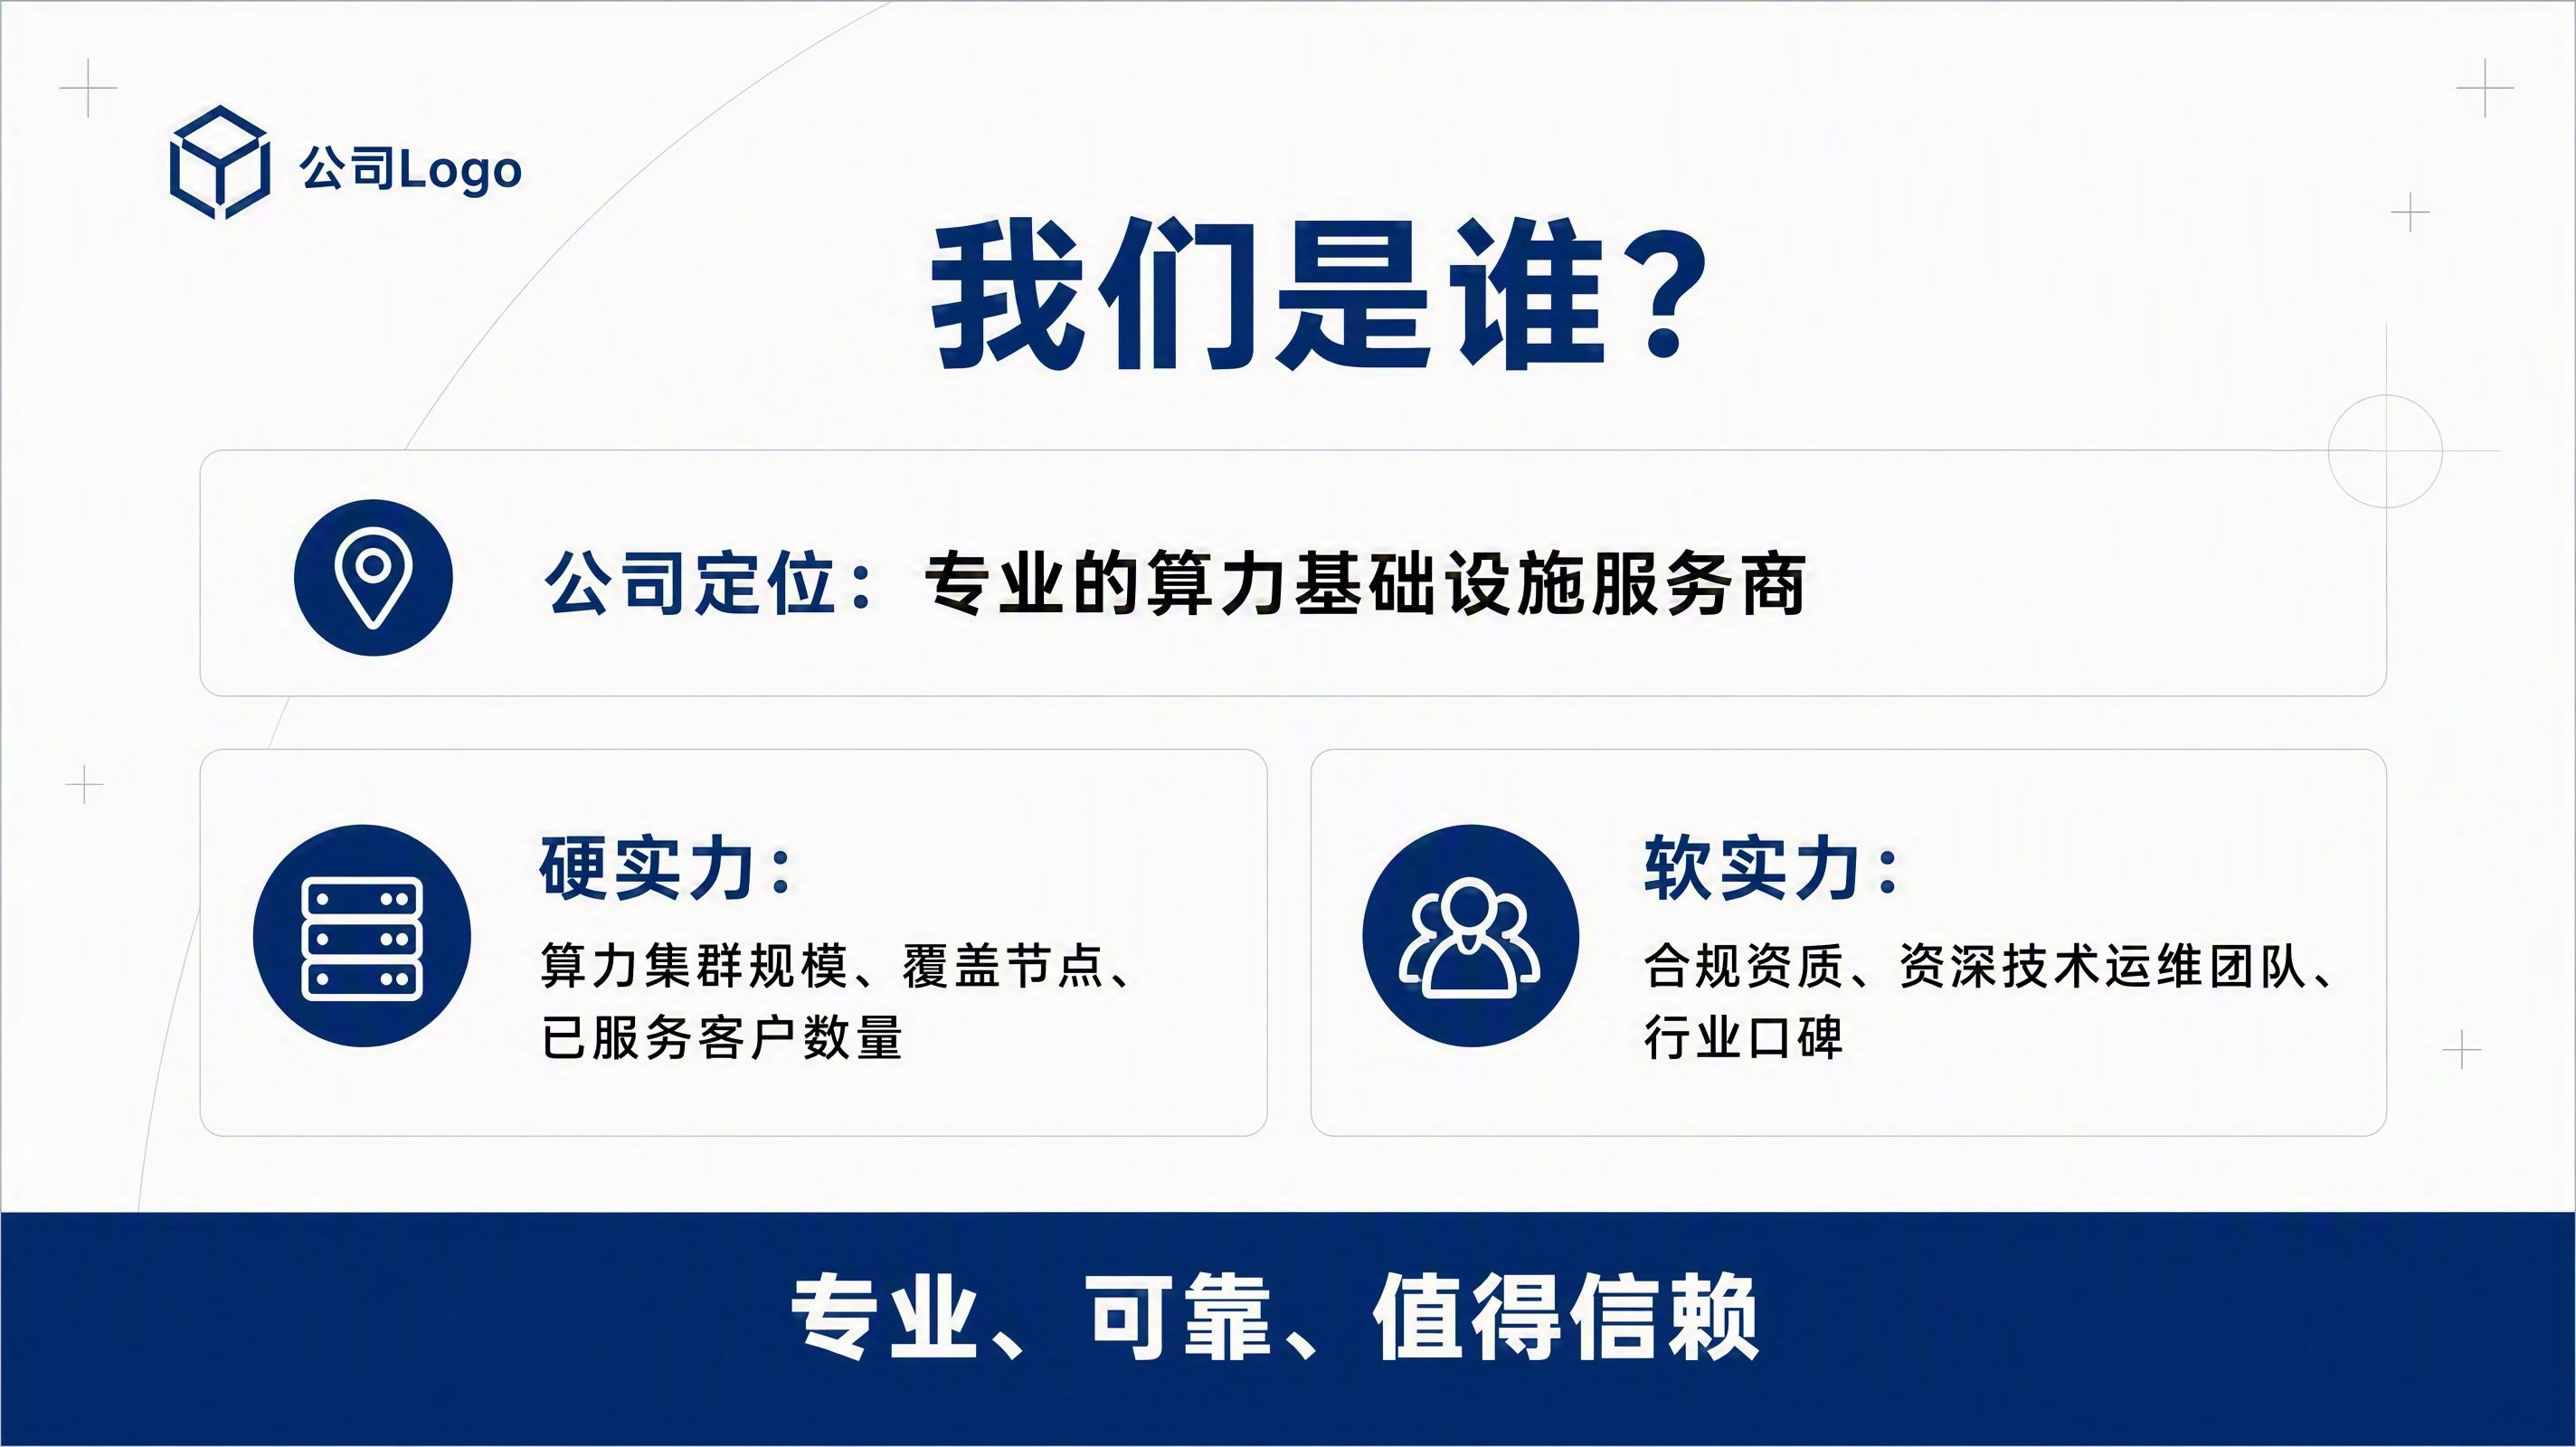 公司Logo
我们是谁？
公司定位：专业的算力基础设施服务商
硬实力：
算力集群规模、覆盖节点、
已服务客户数量
软实力：
合规资质、资深技术运维团队、
行业口碑
专业、可靠、值得信赖